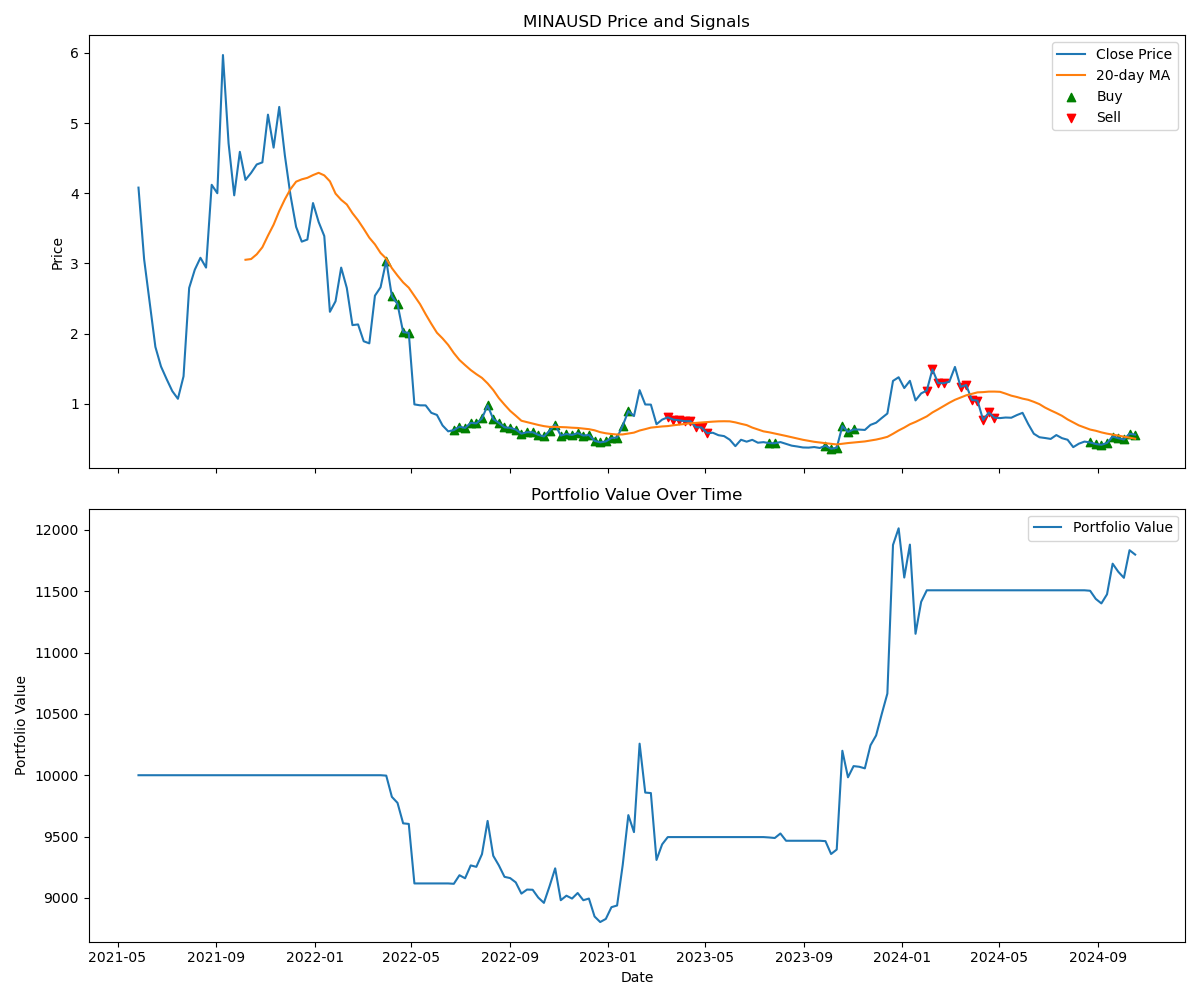 MINAUSD Price and Signals
Price
6
5
4
3
2
1
Close Price
20-day MA
Buy
Sell
Portfolio Value Over Time
Portfolio Value
12000
11500
11000
10500
10000
9500
9000
Portfolio Value
2021-05 2021-09 2022-01 2022-05 2022-09 2023-01 2023-05 2023-09 2024-01 2024-05 2024-09
Date